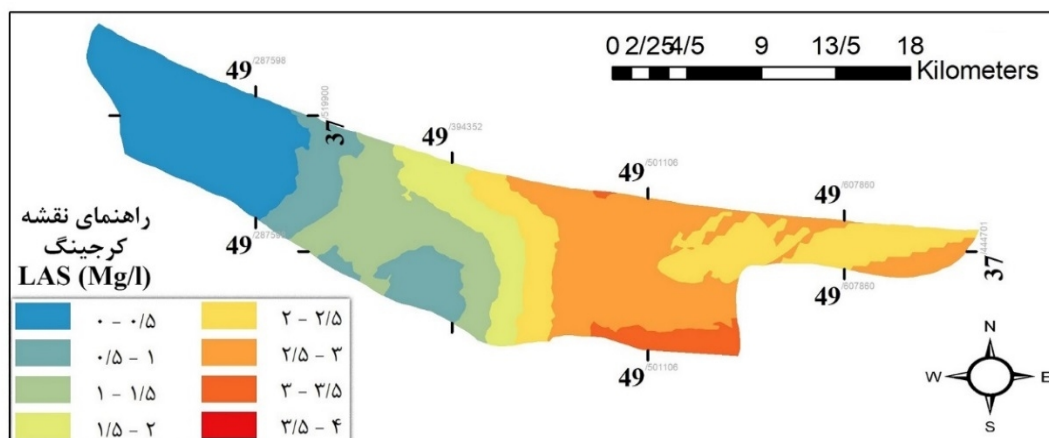 0 2/25 4/5 9 13/5 18
Kilometers
49/287598
37/519900
49/394352
49/501106
49/607860
37/444701
49/287598
49/501106
49/607860
راهنمای نقشه
کرجینگ
LAS (Mg/l)
۰ - ۰/۵
۰/۵ - ۱
۱ - ۱/۵
۱/۵ - ۲
۲ - ۲/۵
۲/۵ - ۳
۳ - ۳/۵
۳/۵ - ۴
N
W E
S